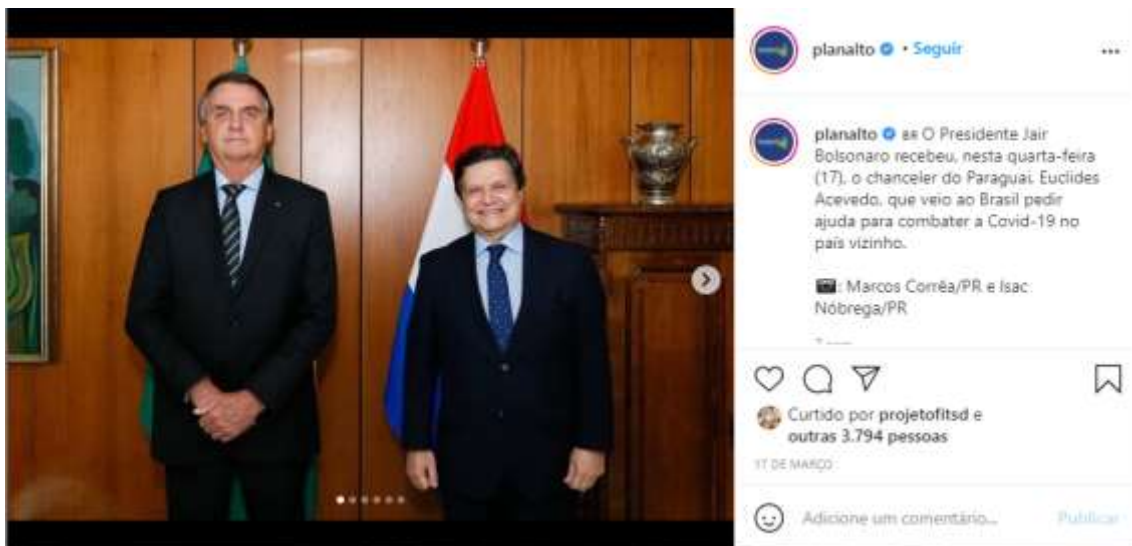 planalto • Seguir
planalto BR O Presidente Jair
Bolsonaro recebeu, nesta quarta-feira
(17), o chanceler do Paraguai, Euclides
Acevedo, que veio ao Brasil pedir
ajuda para combater a Covid-19 no
país vizinho.
: Marcos Corrêa/PR e Isac
Nóbrega/PR
Curtido por projetofitsd e
outras 3.794 pessoas
17 DE MARÇO
Adicione um comentário...
Publicar